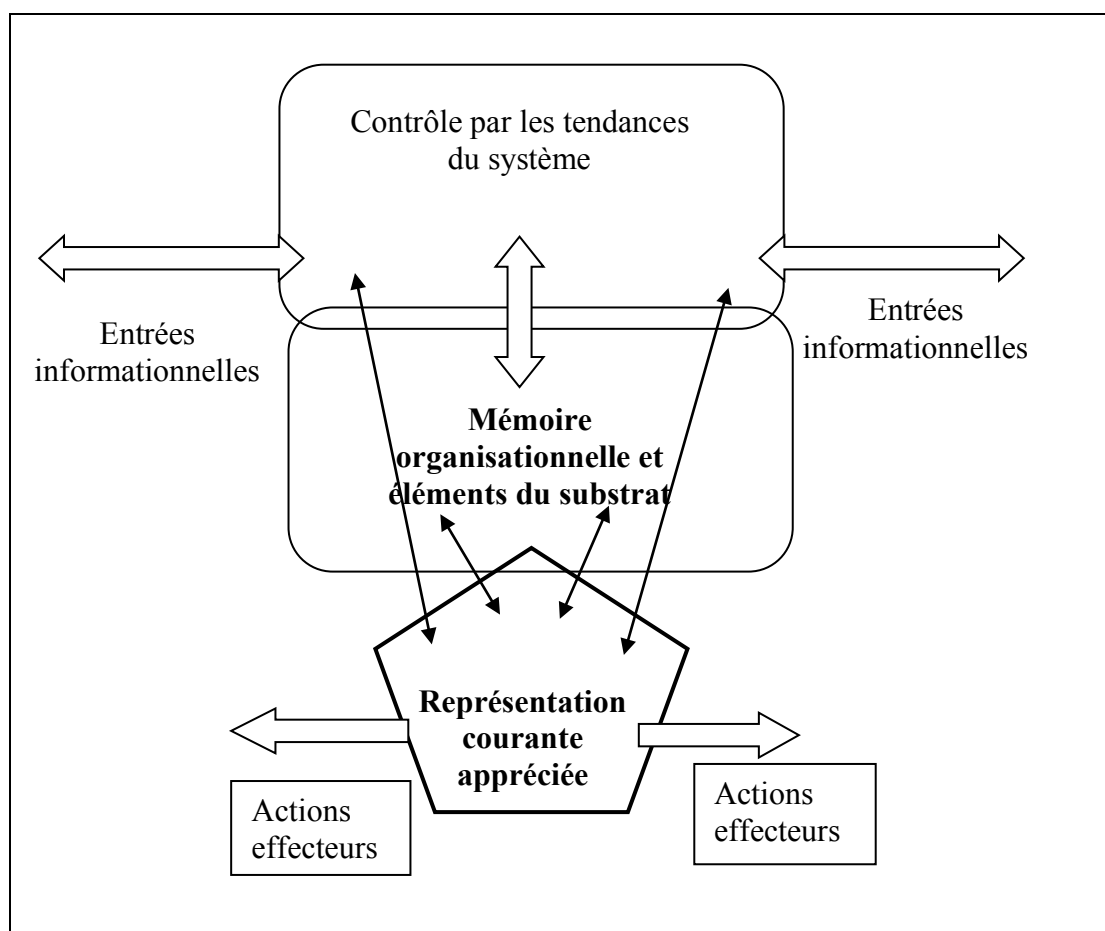 Contrôle par les tendances
du système
Entrées
informationnelles
Entrées
informationnelles
Mémoire
organisationnelle et
éléments du substrat
Représentation
courante
appréciée
Actions
effecteurs
Actions
effecteurs